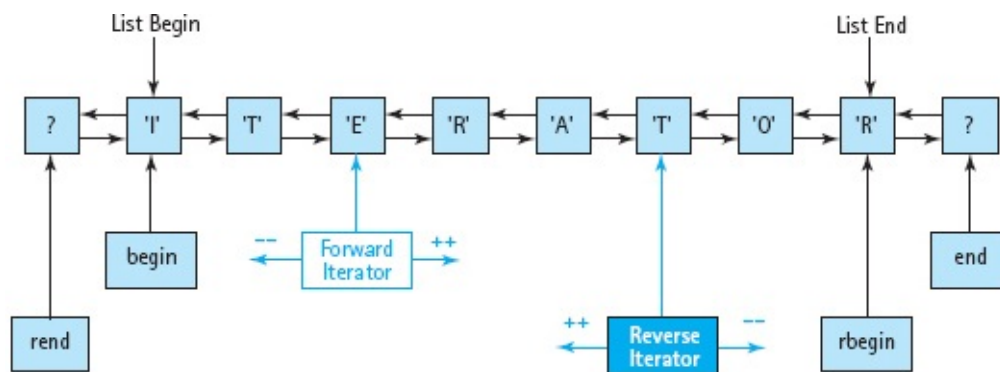 List Begin List End
? 'I' 'T' 'E' 'R' 'A' 'T' 'O' 'R' ?
begin -- Forward Iterator ++ end
rend ++ Reverse Iterator -- rbegin